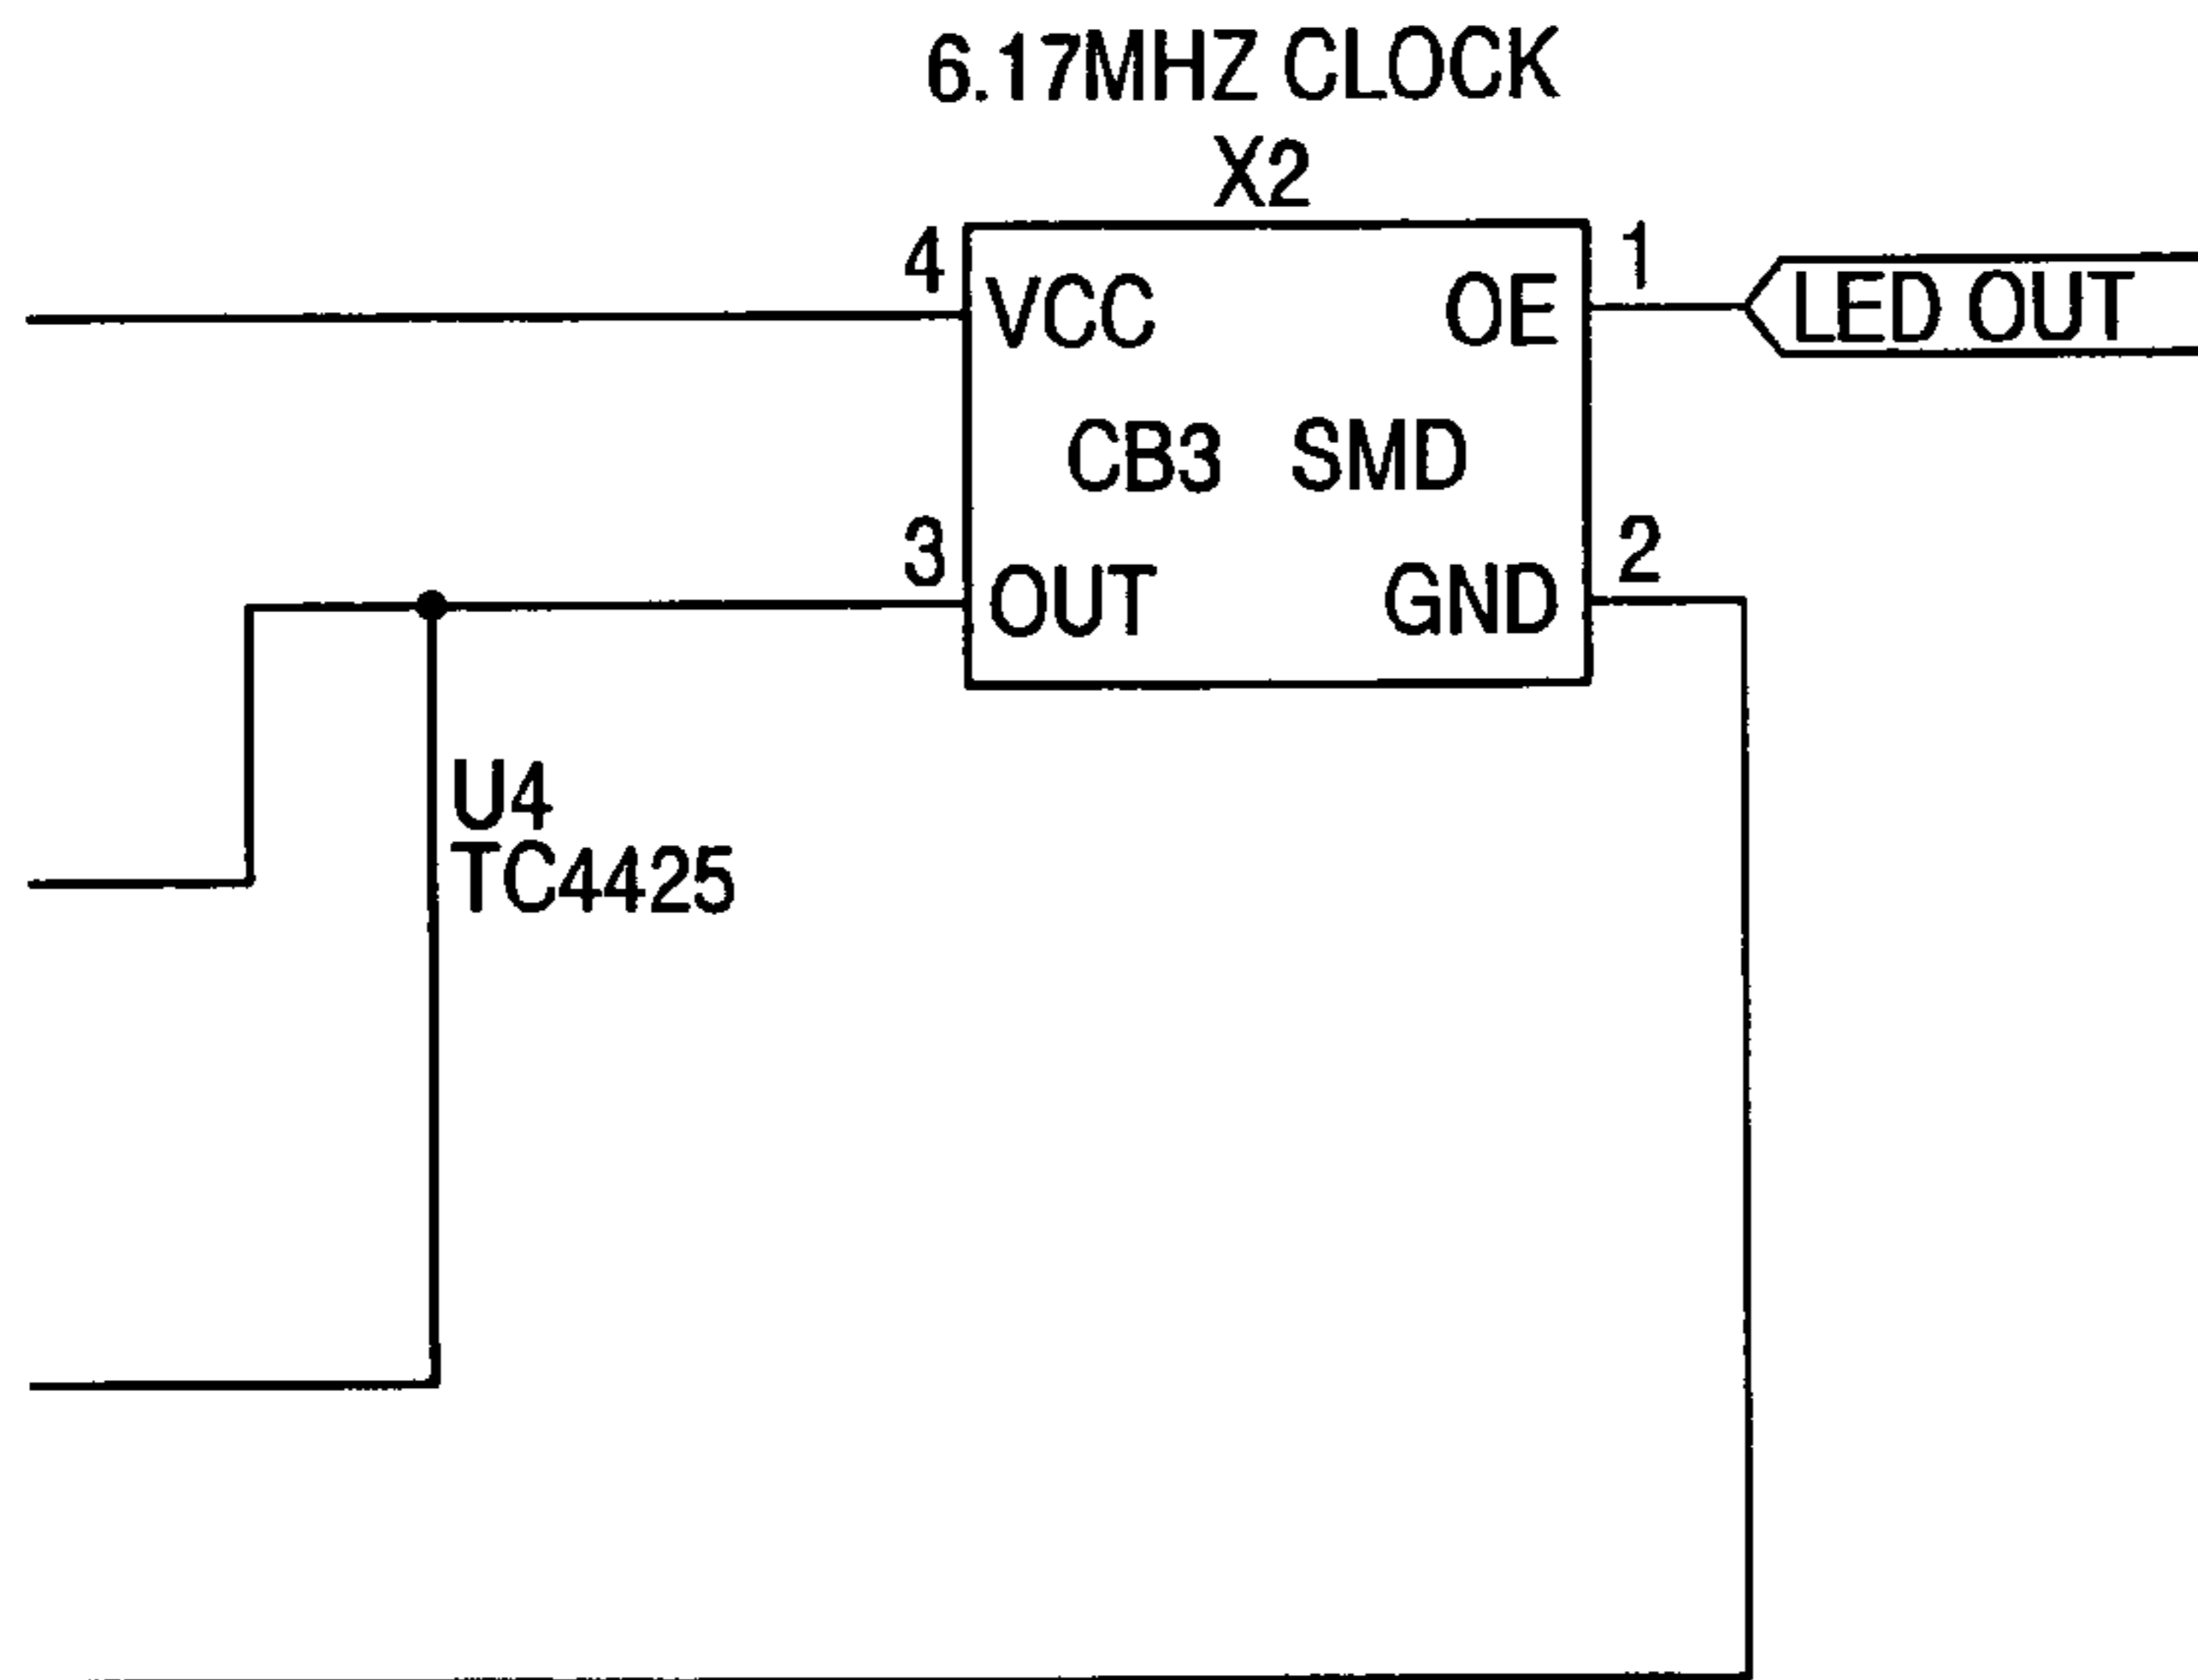 6.17MHZ CLOCK
X2
4
1
VCC
OE
LED OUT
CB3 SMD
3
2
OUT
GND
U4
TC4425